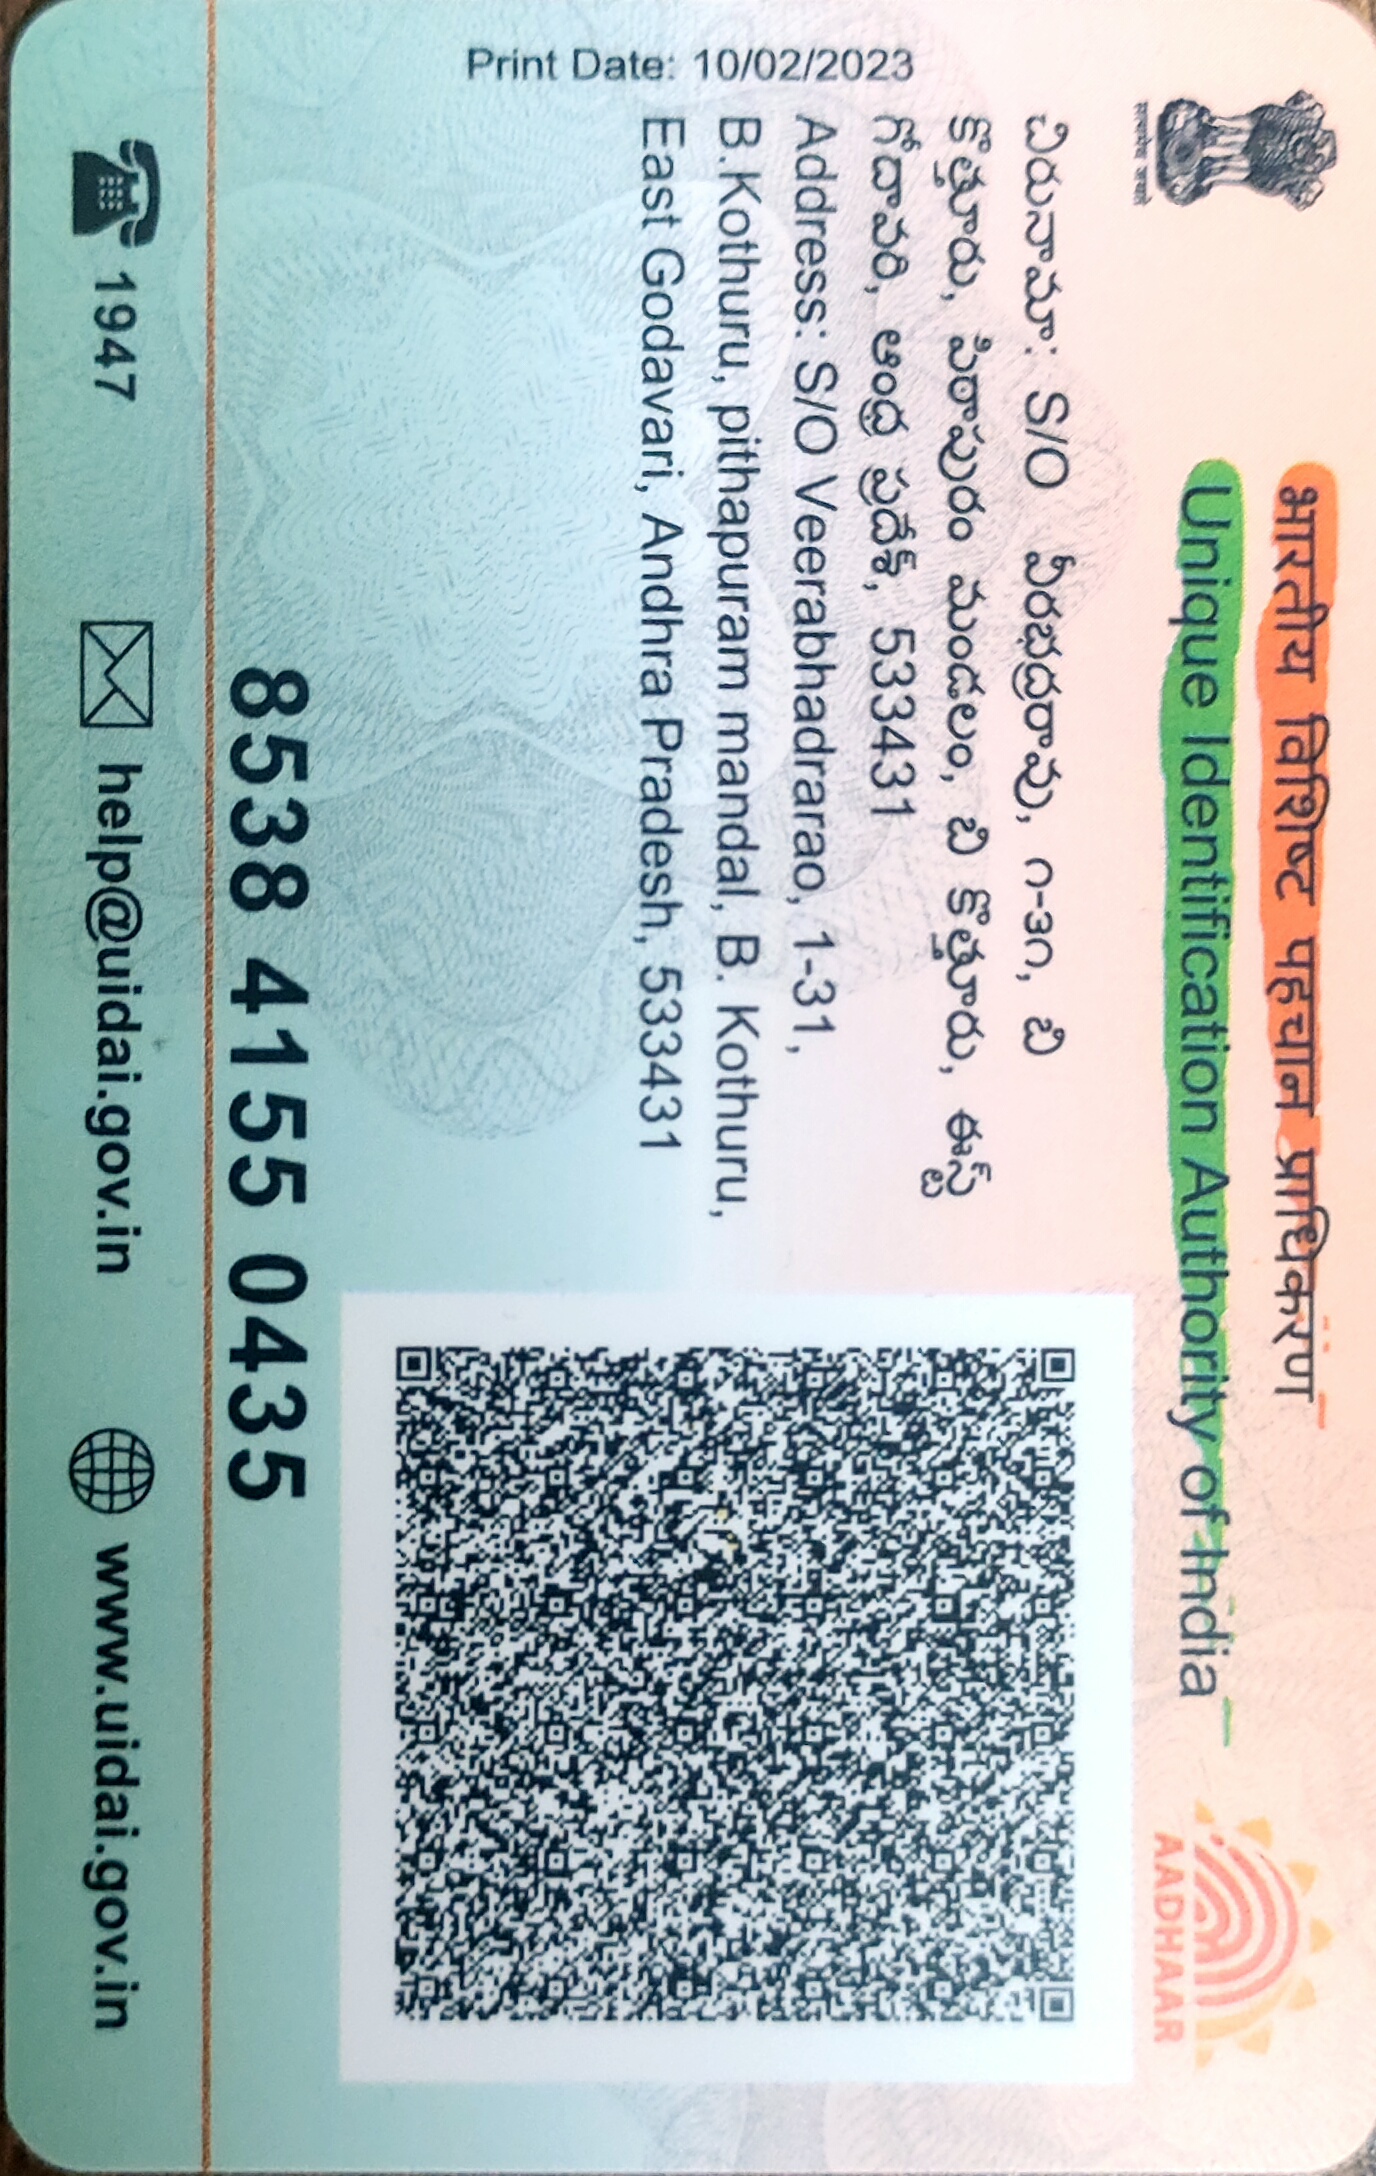 भारतीय विशिष्ट पहचान प्राधिकरण
Unique Identification Authority of India
सत्यमेव जयते
AADHAAR
చిరునామా: S/O వీరభద్రరావు, ౧-౩౧, బి
కొత్తూరు, పిఠాపురం మండలం, బి కొత్తూరు, ఈస్ట్
గోదావరి, ఆంధ్ర ప్రదేశ్, 533431
Address: S/O Veerabhadrarao, 1-31,
B.Kothuru, pithapuram mandal, B. Kothuru,
East Godavari, Andhra Pradesh, 533431
Print Date: 10/02/2023
8538 4155 0435
1947
help@uidai.gov.in
www.uidai.gov.in